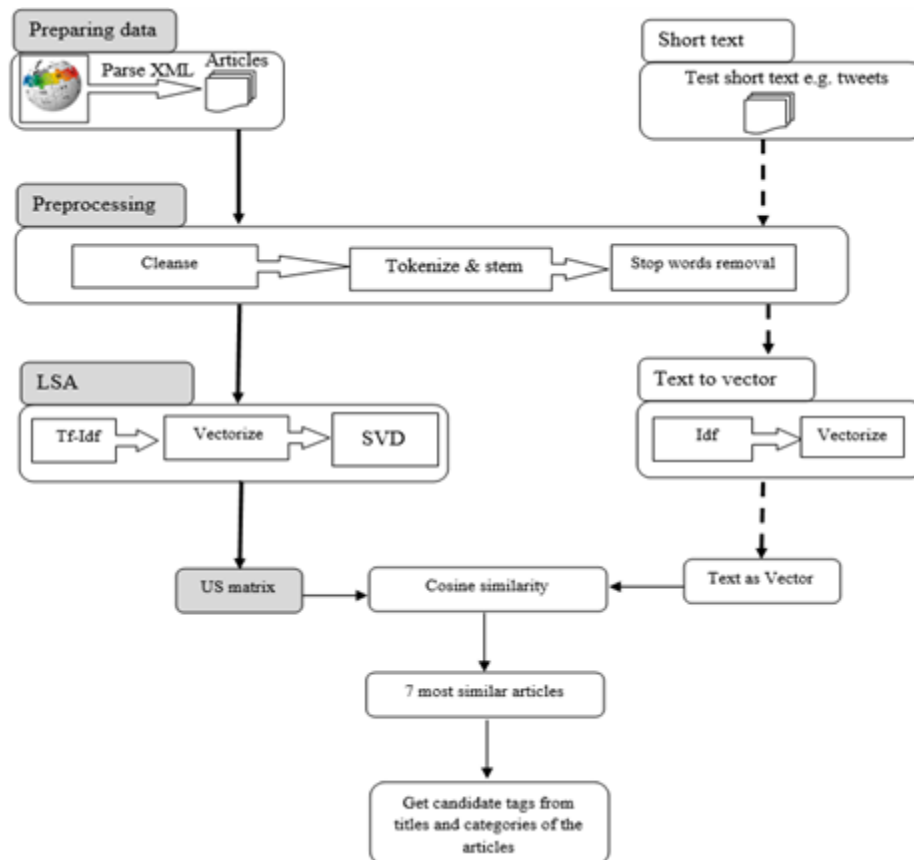 Preparing data
Parse XML
Articles
Short text
Test short text e.g. tweets
Preprocessing
Cleanse
Tokenize & stem
Stop words removal
LSA
Tf-Idf
Vectorize
SVD
Text to vector
Idf
Vectorize
US matrix
Cosine similarity
Text as Vector
7 most similar articles
Get candidate tags from
titles and categories of the
articles